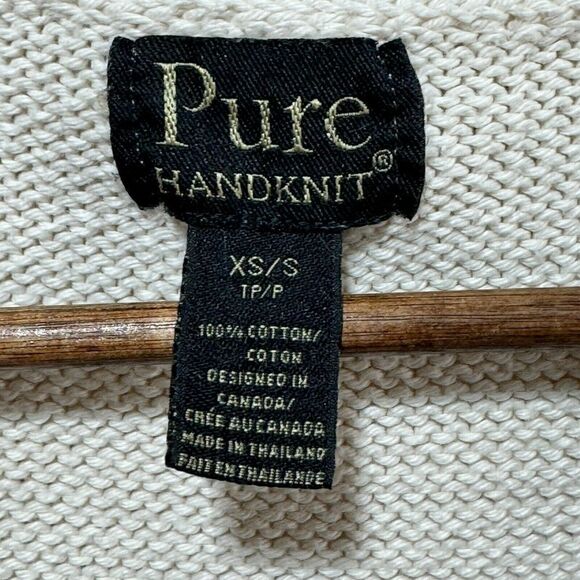 Pure
HANDKNIT®
XS/S
TP/P
100% COTTON/
COTON
DESIGNED IN
CANADA/
CRÉE AU CANADA
MADE IN THAILAND
FAIT EN THAILANDE